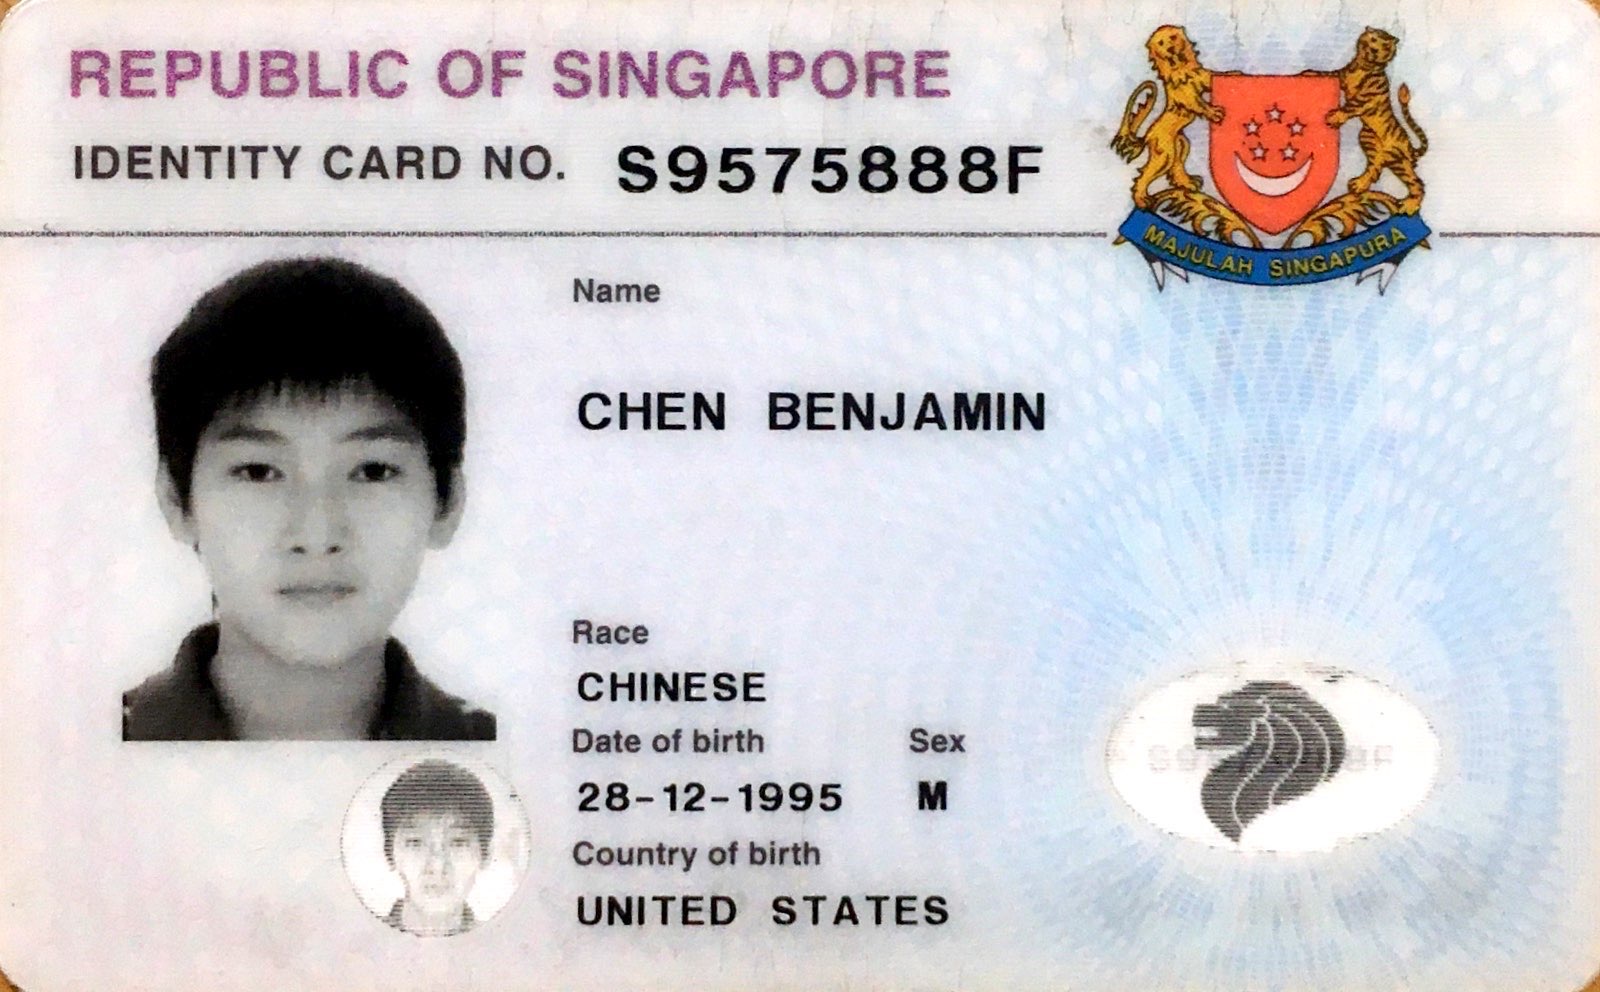 REPUBLIC OF SINGAPORE
IDENTITY CARD NO. S9575888F
MAJULAH SINGAPURA
Name
CHEN BENJAMIN
Race
CHINESE
Date of birth Sex
28-12-1995 M
Country of birth
UNITED STATES